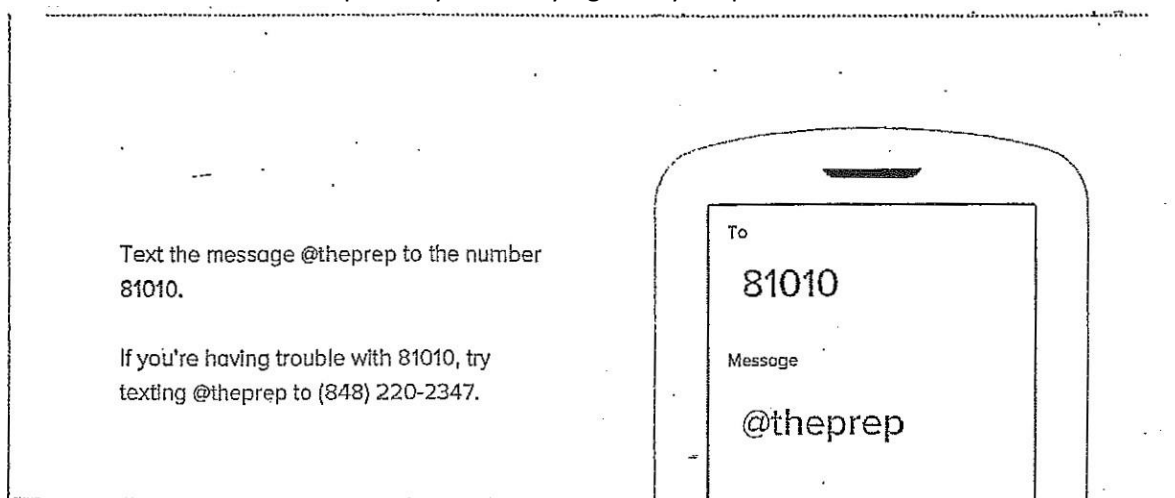 Text the message @theprep to the number
81010.
If you're having trouble with 81010, try
texting @theprep to (848) 220-2347.
To
81010
Message
@theprep